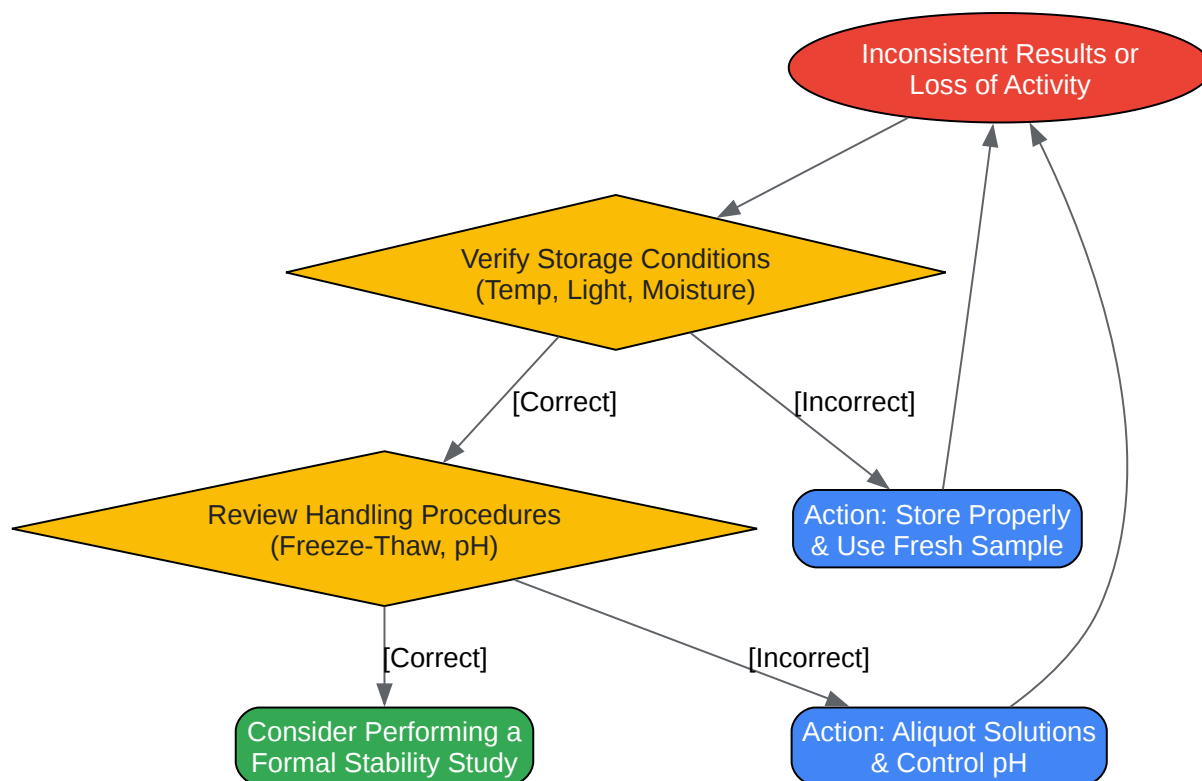 Inconsistent Results or
Loss of Activity
Verify Storage Conditions
(Temp, Light, Moisture)
[Correct]
[Incorrect]
Review Handling Procedures
(Freeze-Thaw, pH)
Action: Store Properly
& Use Fresh Sample
[Correct]
[Incorrect]
Consider Performing a
Formal Stability Study
Action: Aliquot Solutions
& Control pH